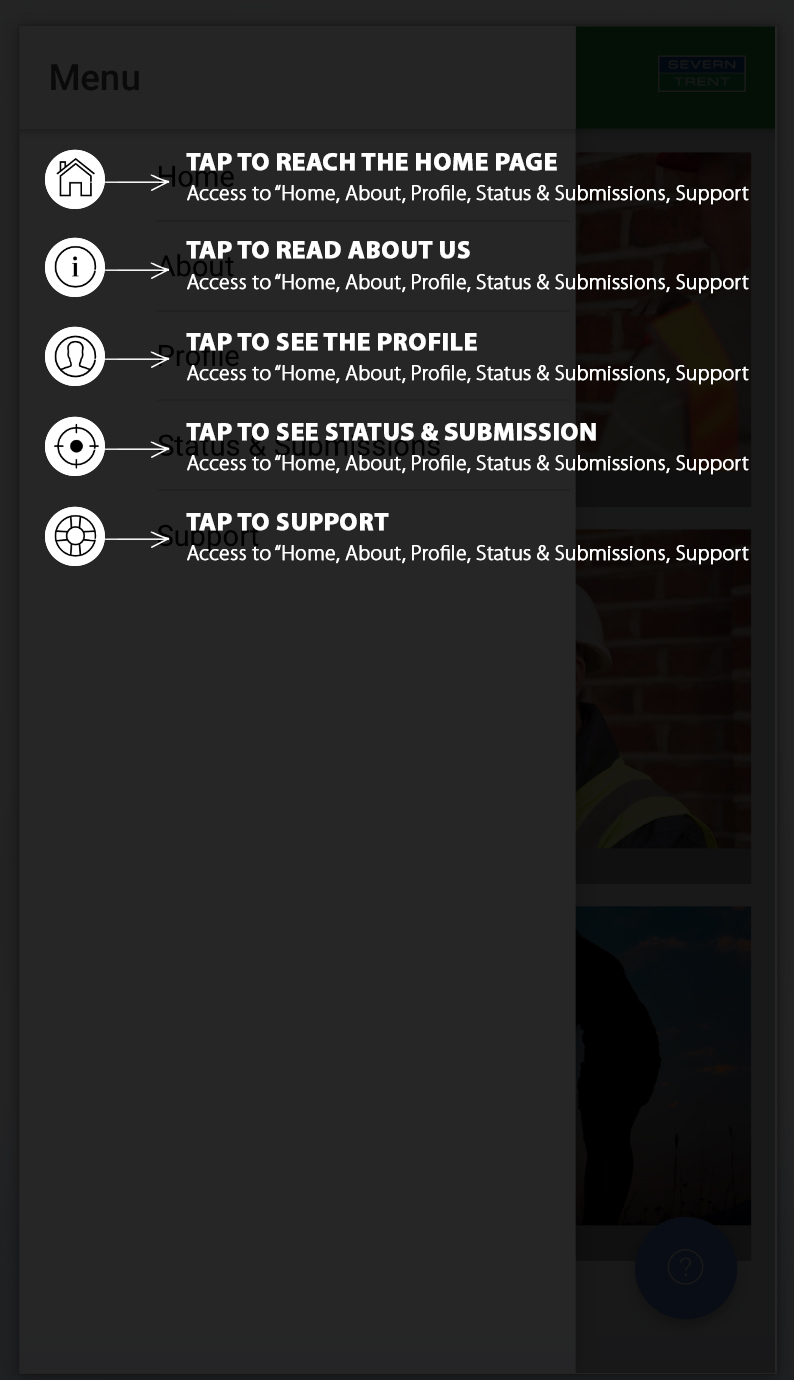 Menu
SEVERN
TRENT
TAP TO REACH THE HOME PAGE
Home
Access to “Home, About, Profile, Status & Submissions, Support
TAP TO READ ABOUT US
About
Access to “Home, About, Profile, Status & Submissions, Support
TAP TO SEE THE PROFILE
Profile
Access to “Home, About, Profile, Status & Submissions, Support
TAP TO SEE STATUS & SUBMISSION
Status & Submissions
Access to “Home, About, Profile, Status & Submissions, Support
TAP TO SUPPORT
Support
Access to “Home, About, Profile, Status & Submissions, Support
?